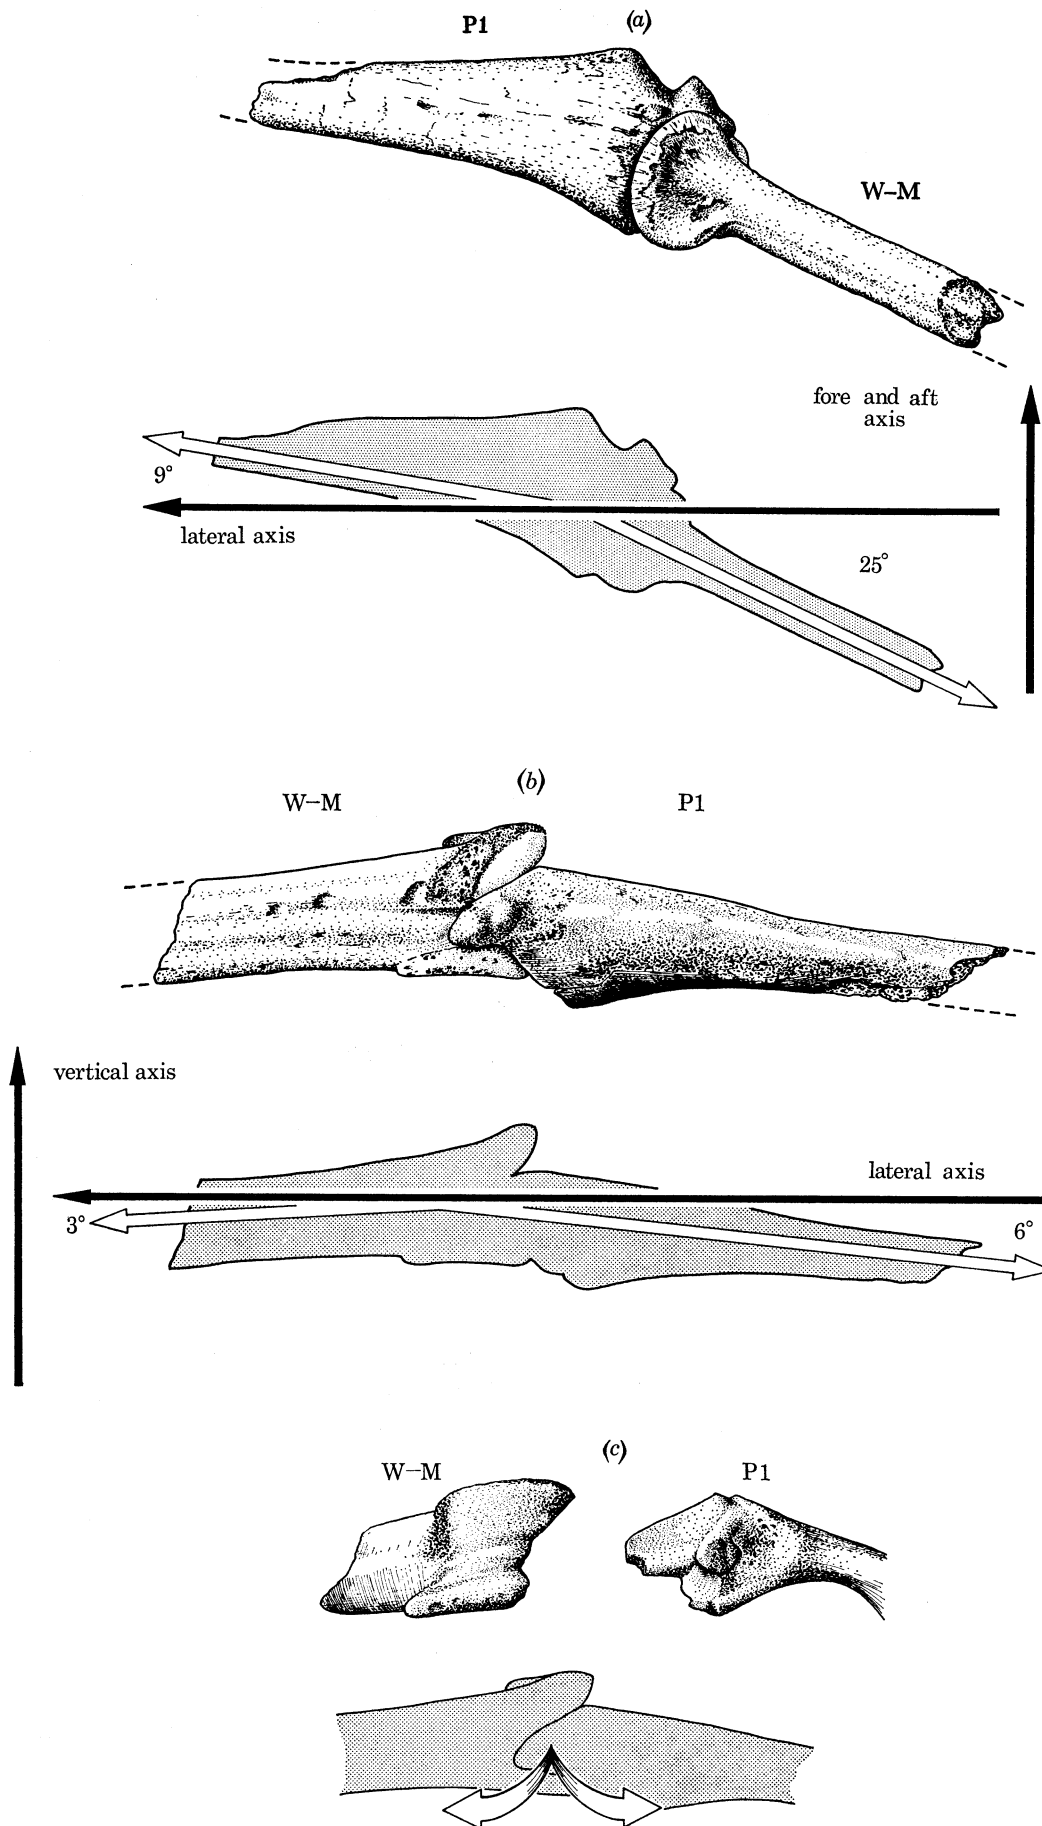 P1 (a)
W–M
fore and aft
axis
9°
lateral axis
25°
(b)
W–M P1
vertical axis
lateral axis
3° 6°
(c)
W–M P1